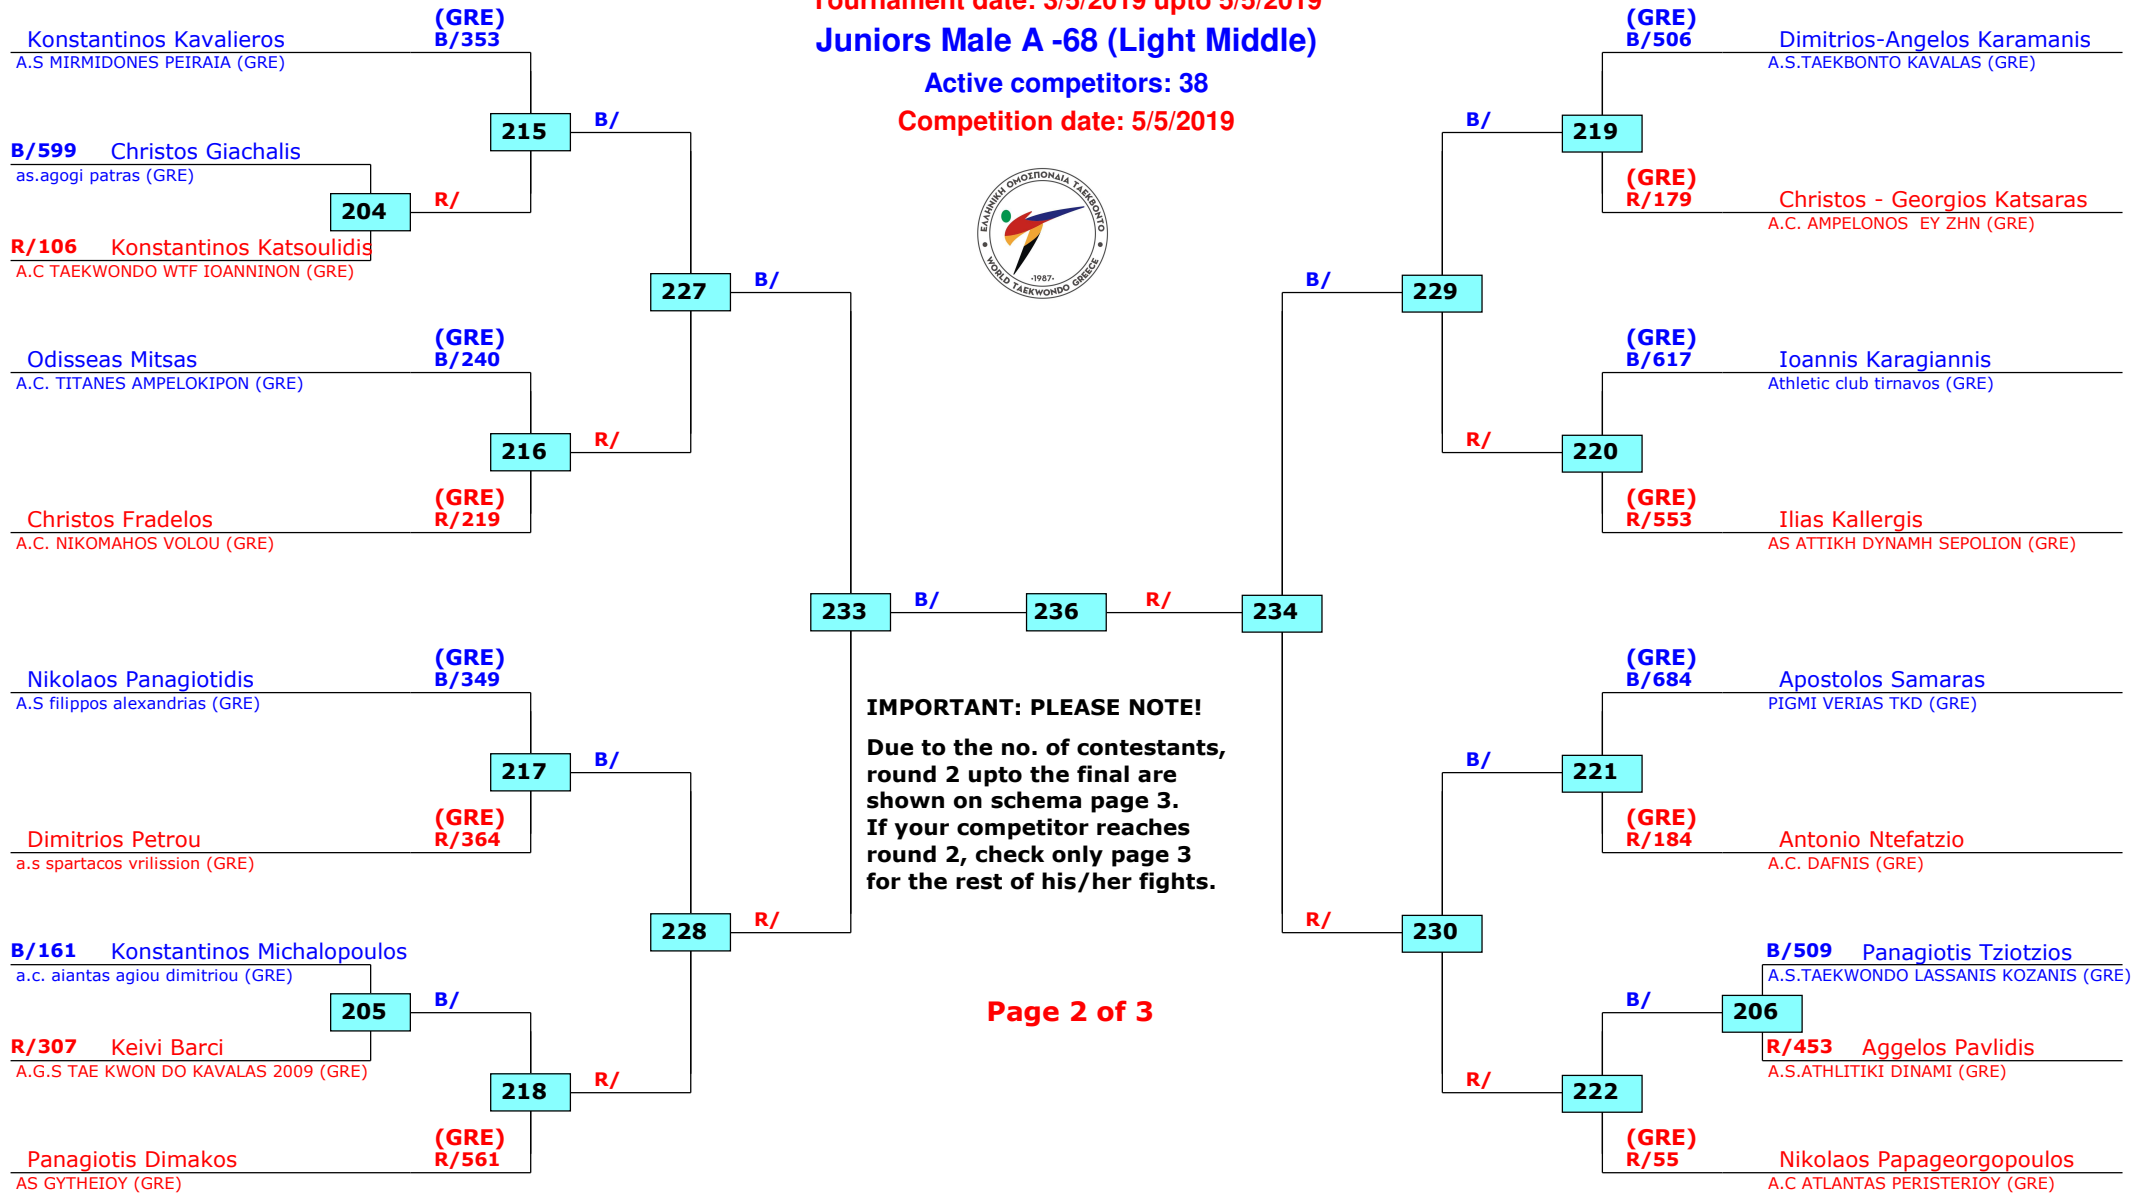 Tournament date: 3/5/2019 upto 5/5/2019
Juniors Male A -68 (Light Middle)
Active competitors: 38
Competition date: 5/5/2019
ΕΛΛΗΝΙΚΗ ΟΜΟΣΠΟΝΔΙΑ ΤΑΕΚΒΟΝΤΟ
·1987·
WORLD TAEKWONDO GREECE
(GRE)
Konstantinos Kavalieros B/353
A.S MIRMIDONES PEIRAIA (GRE)
215 B/
B/599 Christos Giachalis
as.agogi patras (GRE)
204 R/
R/106 Konstantinos Katsoulidis
A.C TAEKWONDO WTF IOANNINON (GRE)
227 B/
(GRE)
Odisseas Mitsas B/240
A.C. TITANES AMPELOKIPON (GRE)
216 R/
(GRE)
Christos Fradelos R/219
A.C. NIKOMAHOS VOLOU (GRE)
233 B/ 236 R/ 234
(GRE)
Nikolaos Panagiotidis B/349
A.S filippos alexandrias (GRE)
217 B/
(GRE)
Dimitrios Petrou R/364
a.s spartacos vrilission (GRE)
228 R/
B/161 Konstantinos Michalopoulos
a.c. aiantas agiou dimitriou (GRE)
205 B/
R/307 Keivi Barci
A.G.S TAE KWON DO KAVALAS 2009 (GRE)
218 R/
(GRE)
Panagiotis Dimakos R/561
AS GYTHEIOY (GRE)
IMPORTANT: PLEASE NOTE!
Due to the no. of contestants,
round 2 upto the final are
shown on schema page 3.
If your competitor reaches
round 2, check only page 3
for the rest of his/her fights.
Page 2 of 3
(GRE)
B/506 Dimitrios-Angelos Karamanis
A.S.TAEKBONTO KAVALAS (GRE)
B/ 219
(GRE)
R/179 Christos - Georgios Katsaras
A.C. AMPELONOS  EY ZHN (GRE)
B/ 229
(GRE)
B/617 Ioannis Karagiannis
Athletic club tirnavos (GRE)
R/ 220
(GRE)
R/553 Ilias Kallergis
AS ATTIKH DYNAMH SEPOLION (GRE)
(GRE)
B/684 Apostolos Samaras
PIGMI VERIAS TKD (GRE)
B/ 221
(GRE)
R/184 Antonio Ntefatzio
A.C. DAFNIS (GRE)
R/ 230
B/509 Panagiotis Tziotzios
A.S.TAEKWONDO LASSANIS KOZANIS (GRE)
B/ 206
R/453 Aggelos Pavlidis
A.S.ATHLITIKI DINAMI (GRE)
R/ 222
(GRE)
R/55 Nikolaos Papageorgopoulos
A.C ATLANTAS PERISTERIOY (GRE)